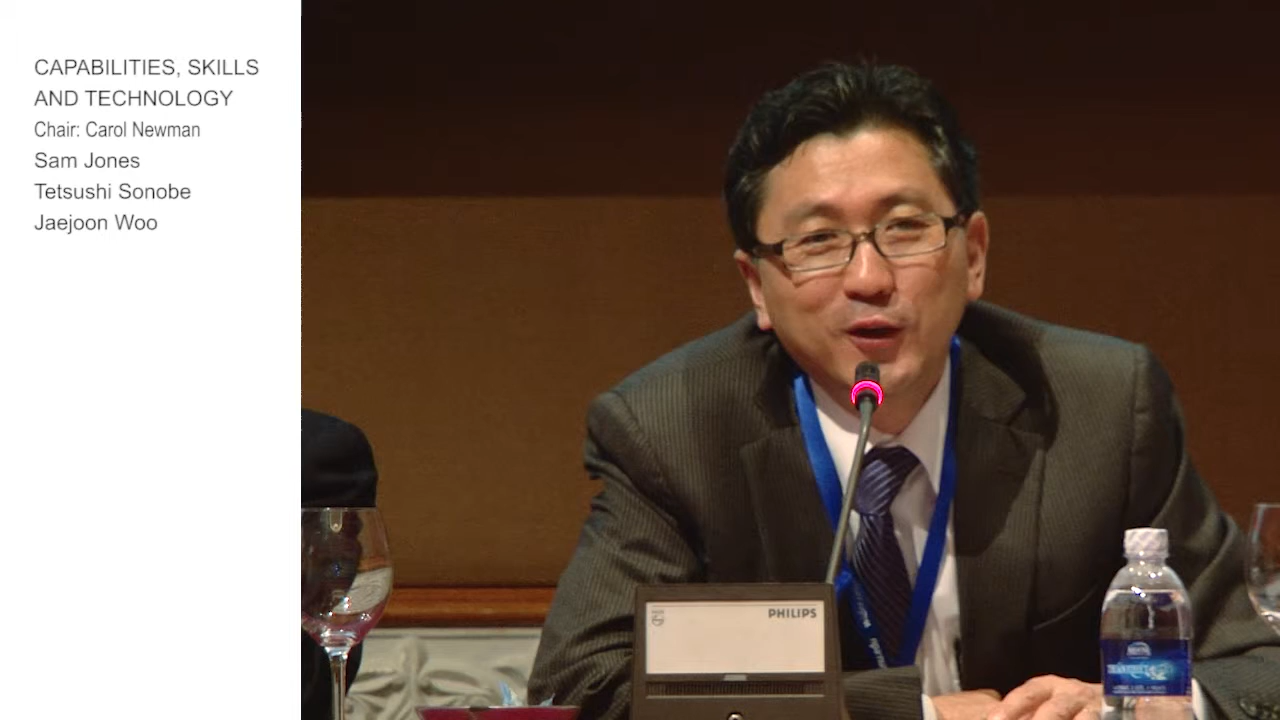 CAPABILITIES, SKILLS
AND TECHNOLOGY
Chair: Carol Newman
Sam Jones
Tetsushi Sonobe
Jaejoon Woo
PHILIPS